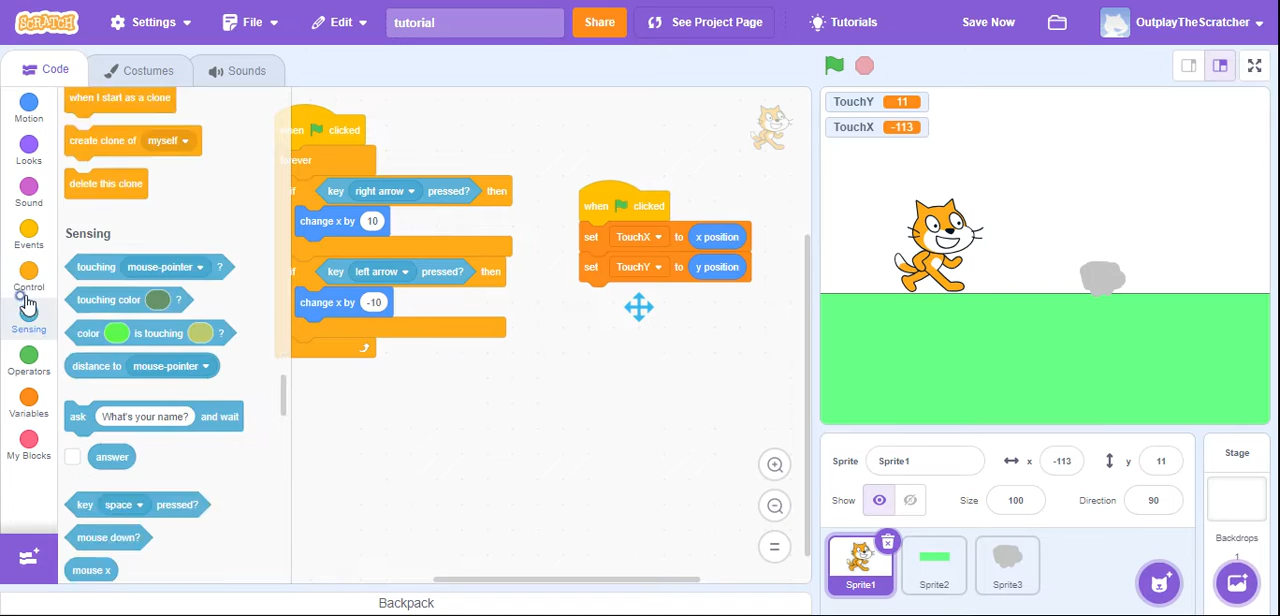 SCRATCH Settings File Edit tutorial Share See Project Page Tutorials Save Now OutplayTheScratcher
Code Costumes Sounds
Motion
Looks
Sound
Events
Control
Sensing
Operators
Variables
My Blocks
when I start as a clone
create clone of myself
delete this clone
Sensing
touching mouse-pointer ?
touching color ?
color is touching ?
distance to mouse-pointer
ask What's your name? and wait
answer
key space pressed?
mouse down?
mouse x
when clicked
forever
if key right arrow pressed? then
change x by 10
if key left arrow pressed? then
change x by -10
when clicked
set TouchX to x position
set TouchY to y position
Backpack
TouchY 11
TouchX -113
Sprite Sprite1 x -113 y 11
Show Size 100 Direction 90
Sprite1 Sprite2 Sprite3
Stage
Backdrops
1